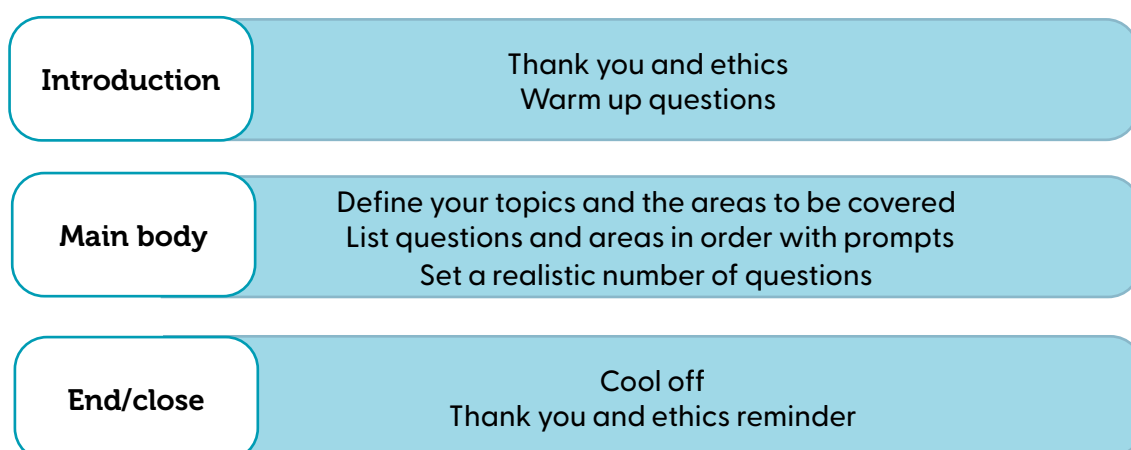 Introduction
Thank you and ethics
Warm up questions
Main body
Define your topics and the areas to be covered
List questions and areas in order with prompts
Set a realistic number of questions
End/close
Cool off
Thank you and ethics reminder